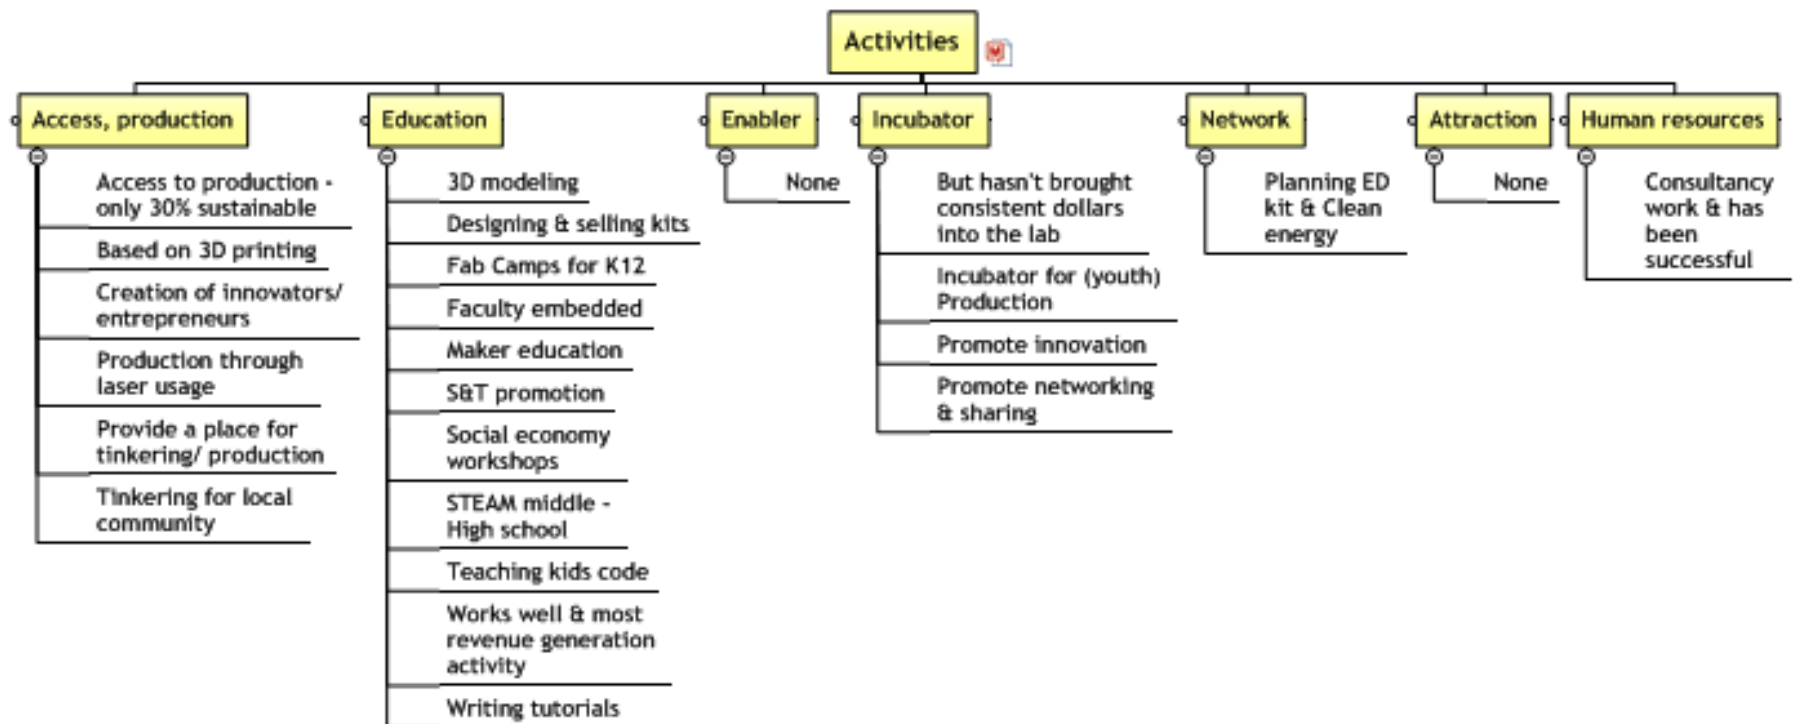 Activities
Access, production
Education
Enabler
Incubator
Network
Attraction
Human resources
Access to production -
only 30% sustainable
Based on 3D printing
Creation of innovators/
entrepreneurs
Production through
laser usage
Provide a place for
tinkering/ production
Tinkering for local
community
3D modeling
Designing & selling kits
Fab Camps for K12
Faculty embedded
Maker education
S&T promotion
Social economy
workshops
STEAM middle -
High school
Teaching kids code
Works well & most
revenue generation
activity
Writing tutorials
None
But hasn't brought
consistent dollars
into the lab
Incubator for (youth)
Production
Promote innovation
Promote networking
& sharing
Planning ED
kit & Clean
energy
None
Consultancy
work & has
been
successful